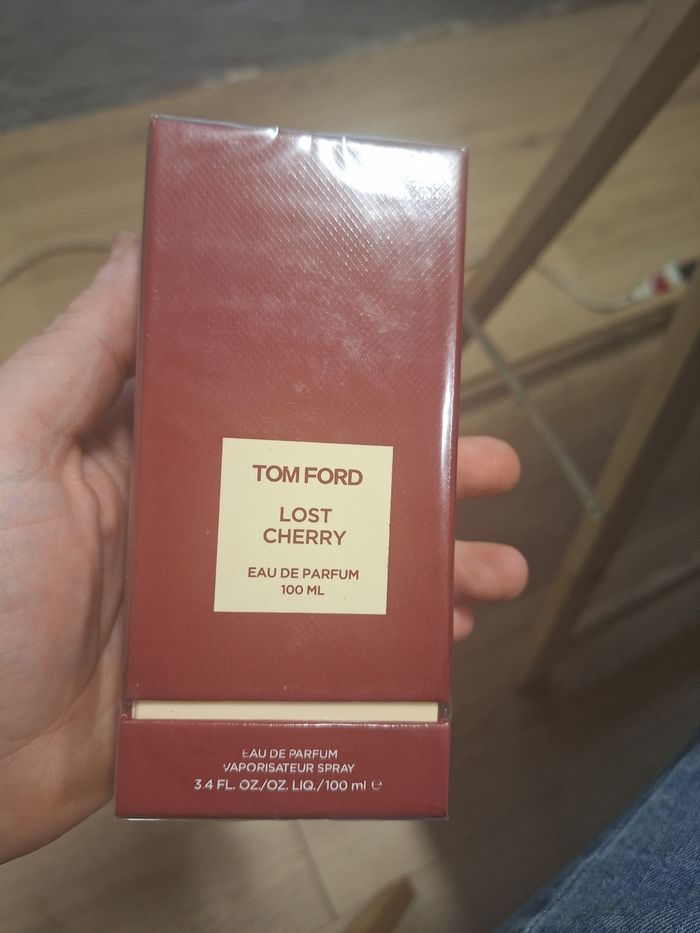 TOM FORD
LOST
CHERRY
EAU DE PARFUM
100 ML
EAU DE PARFUM
VAPORISATEUR SPRAY
3.4 FL. OZ./OZ. LIQ./100 ml ℮